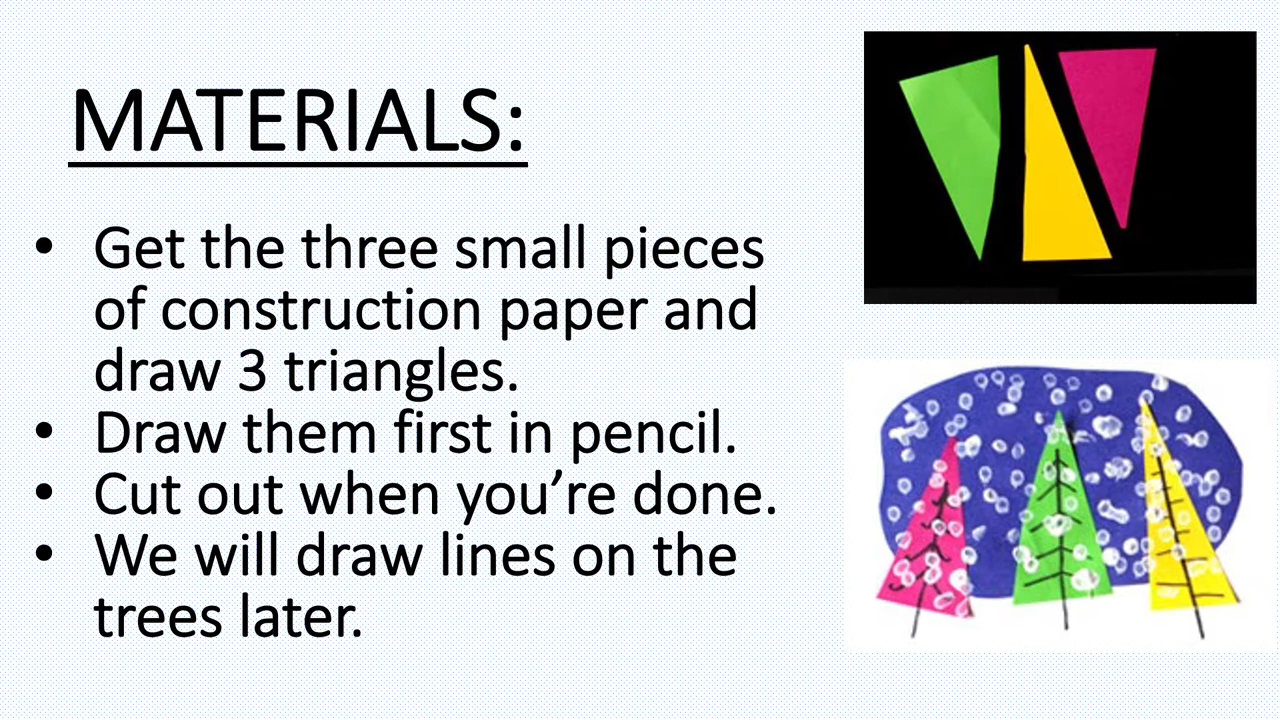 MATERIALS:
• Get the three small pieces
of construction paper and
draw 3 triangles.
• Draw them first in pencil.
• Cut out when you’re done.
• We will draw lines on the
trees later.